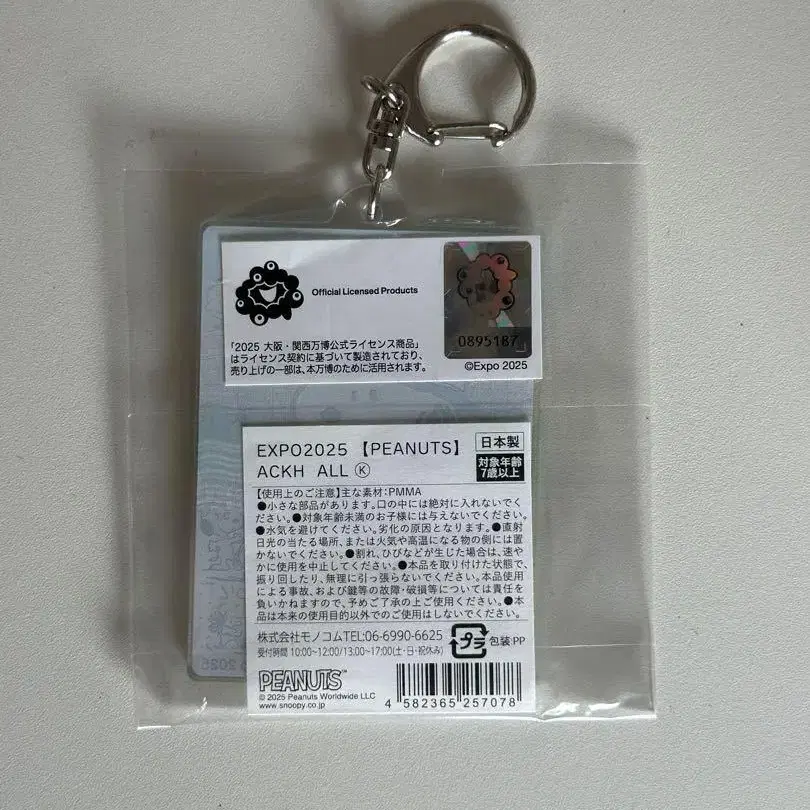 Official Licensed Products
0895187
「2025 大阪・関西万博公式ライセンス商品」
はライセンス契約に基づいて製造されており、
売り上げの一部は、本万博のために活用されます。
©Expo 2025
EXPO2025 【PEANUTS】
ACKH ALL Ⓚ
日本製
対象年齢
7歳以上
【使用上のご注意】主な素材:PMMA
●小さな部品があります。口の中には絶対に入れないでく
ださい。●対象年齢未満のお子様には与えないでください。
●水気を避けてください。劣化の原因となります。●直射
日光の当たる場所、または火気や高温になる物の側には置
かないでください。●割れ、ひびなどが生じた場合は、速や
かに使用を中止してください。●本品を取り付けた状態で、
振り回したり、無理に引っ張らないでください。本品使用
による事故、および鍵等の故障・破損等については責任を
負いかねますので、予めご了承の上ご使用ください。●本
品は本来の使用目的以外でのご使用はしないでください。
株式会社モノコムTEL:06-6990-6625
受付時間 10:00~12:00/13:00~17:00(土・日・祝休み)
プラ
包装:PP
PEANUTS™
© 2025 Peanuts Worldwide LLC
www.snoopy.co.jp
4 582365 257078